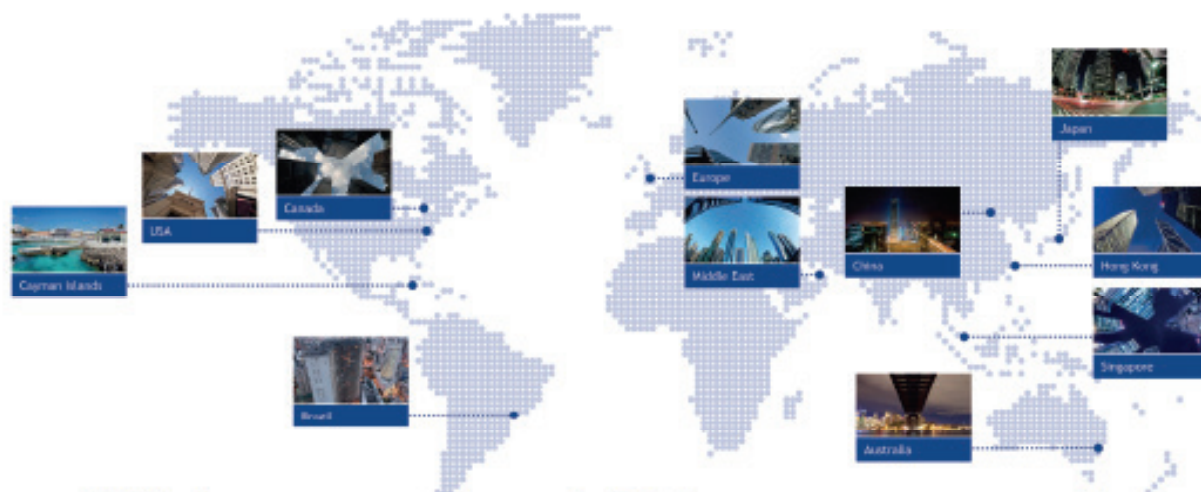 Japan
Europe
Canada
USA
China
Hong Kong
Middle East
Cayman Islands
Singapore
Brazil
Australia